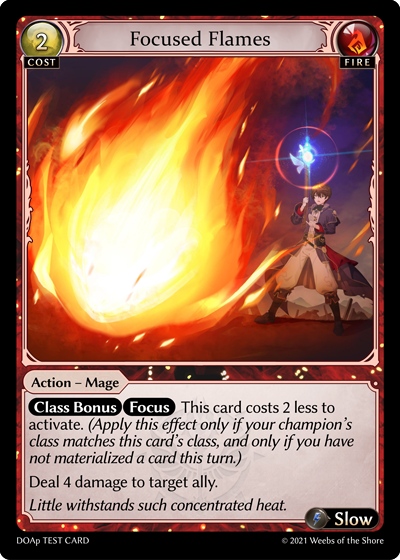 2
COST
Focused Flames
FIRE
Action – Mage
Class Bonus Focus This card costs 2 less to
activate. (Apply this effect only if your champion's
class matches this card's class, and only if you have
not materialized a card this turn.)
Deal 4 damage to target ally.
Little withstands such concentrated heat.
Slow
DOAp TEST CARD
© 2021 Weebs of the Shore